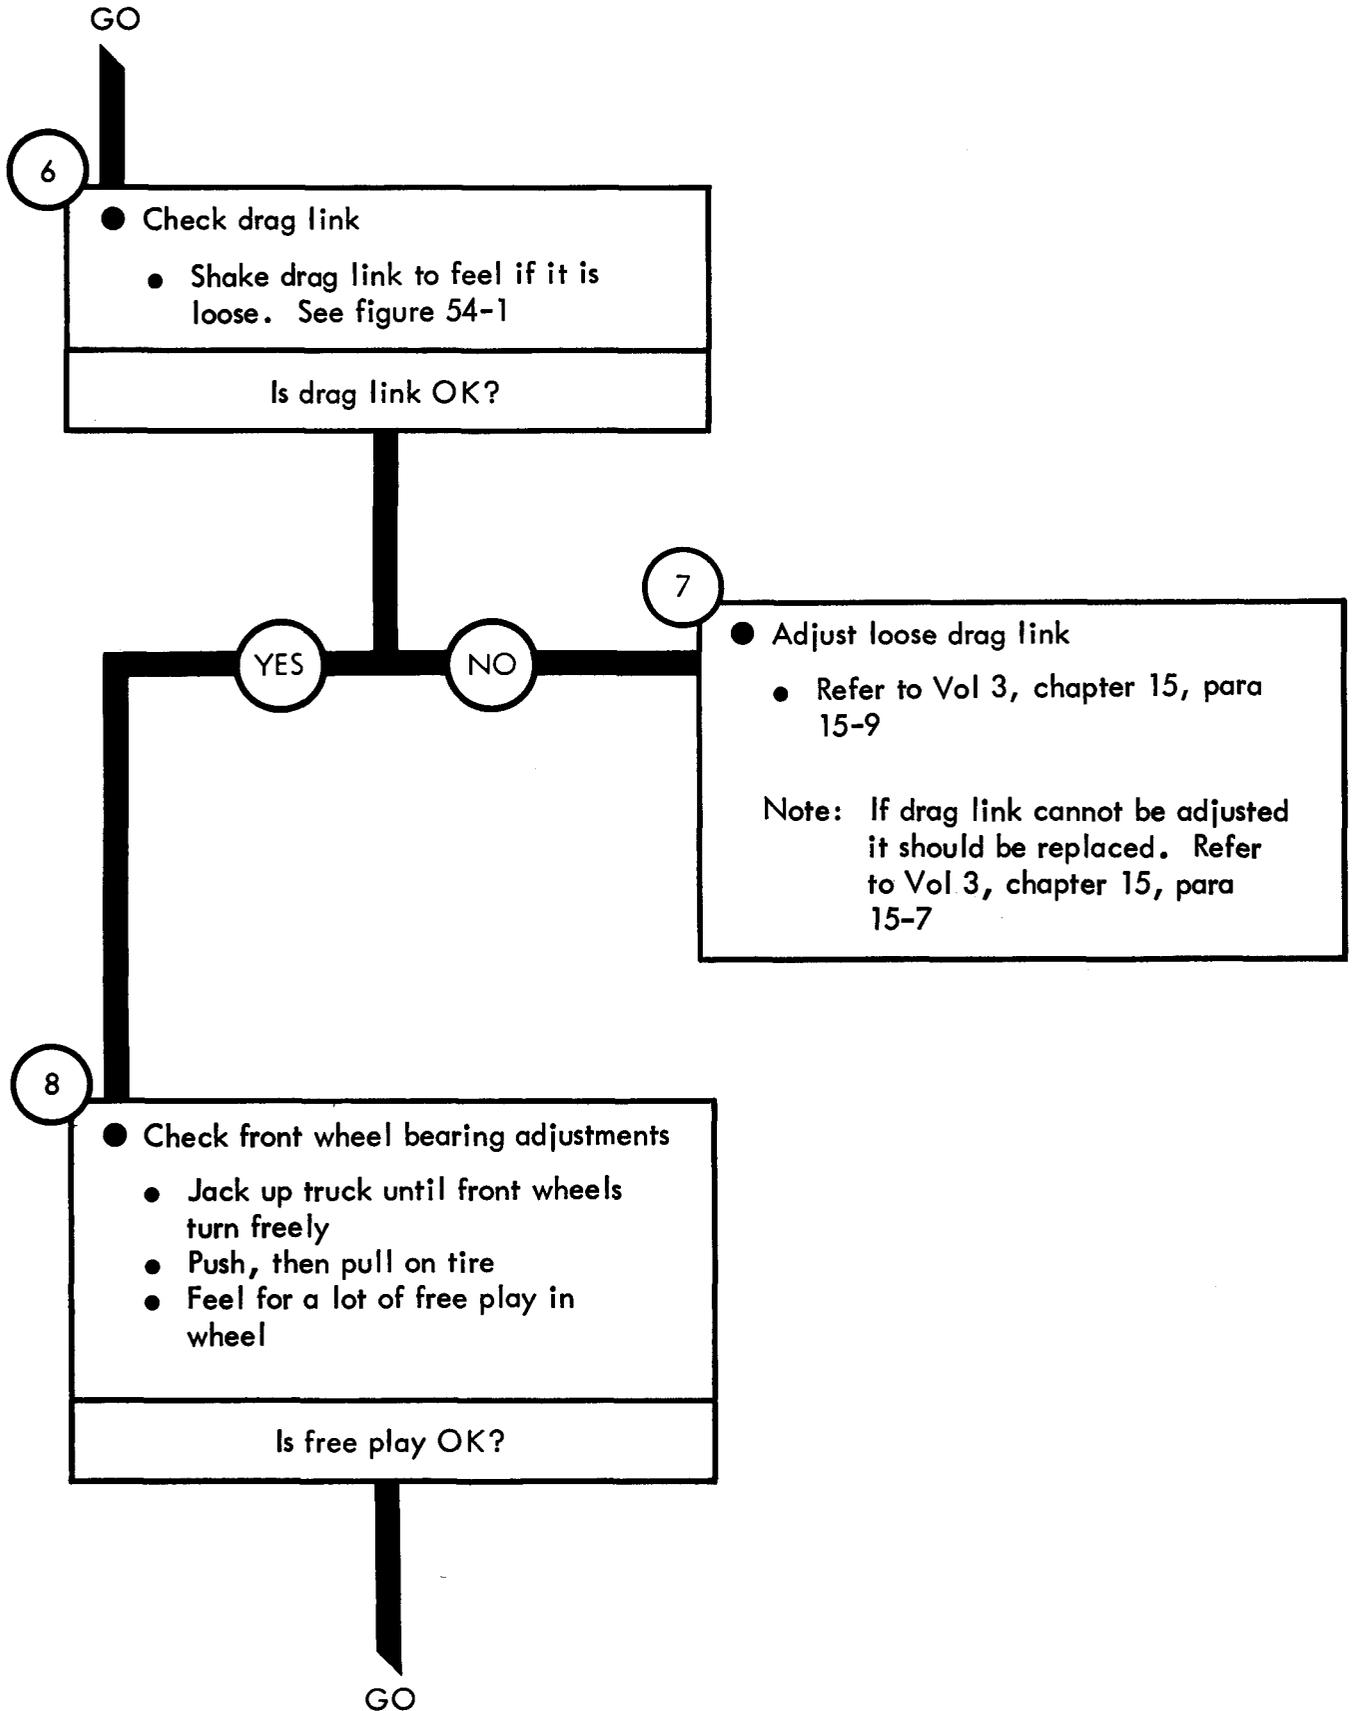 GO
6
● Check drag link
● Shake drag link to feel if it is
loose. See figure 54-1
Is drag link OK?
YES
NO
7
● Adjust loose drag link
● Refer to Vol 3, chapter 15, para
15-9
Note: If drag link cannot be adjusted
it should be replaced. Refer
to Vol 3, chapter 15, para
15-7
8
● Check front wheel bearing adjustments
● Jack up truck until front wheels
turn freely
● Push, then pull on tire
● Feel for a lot of free play in
wheel
Is free play OK?
GO